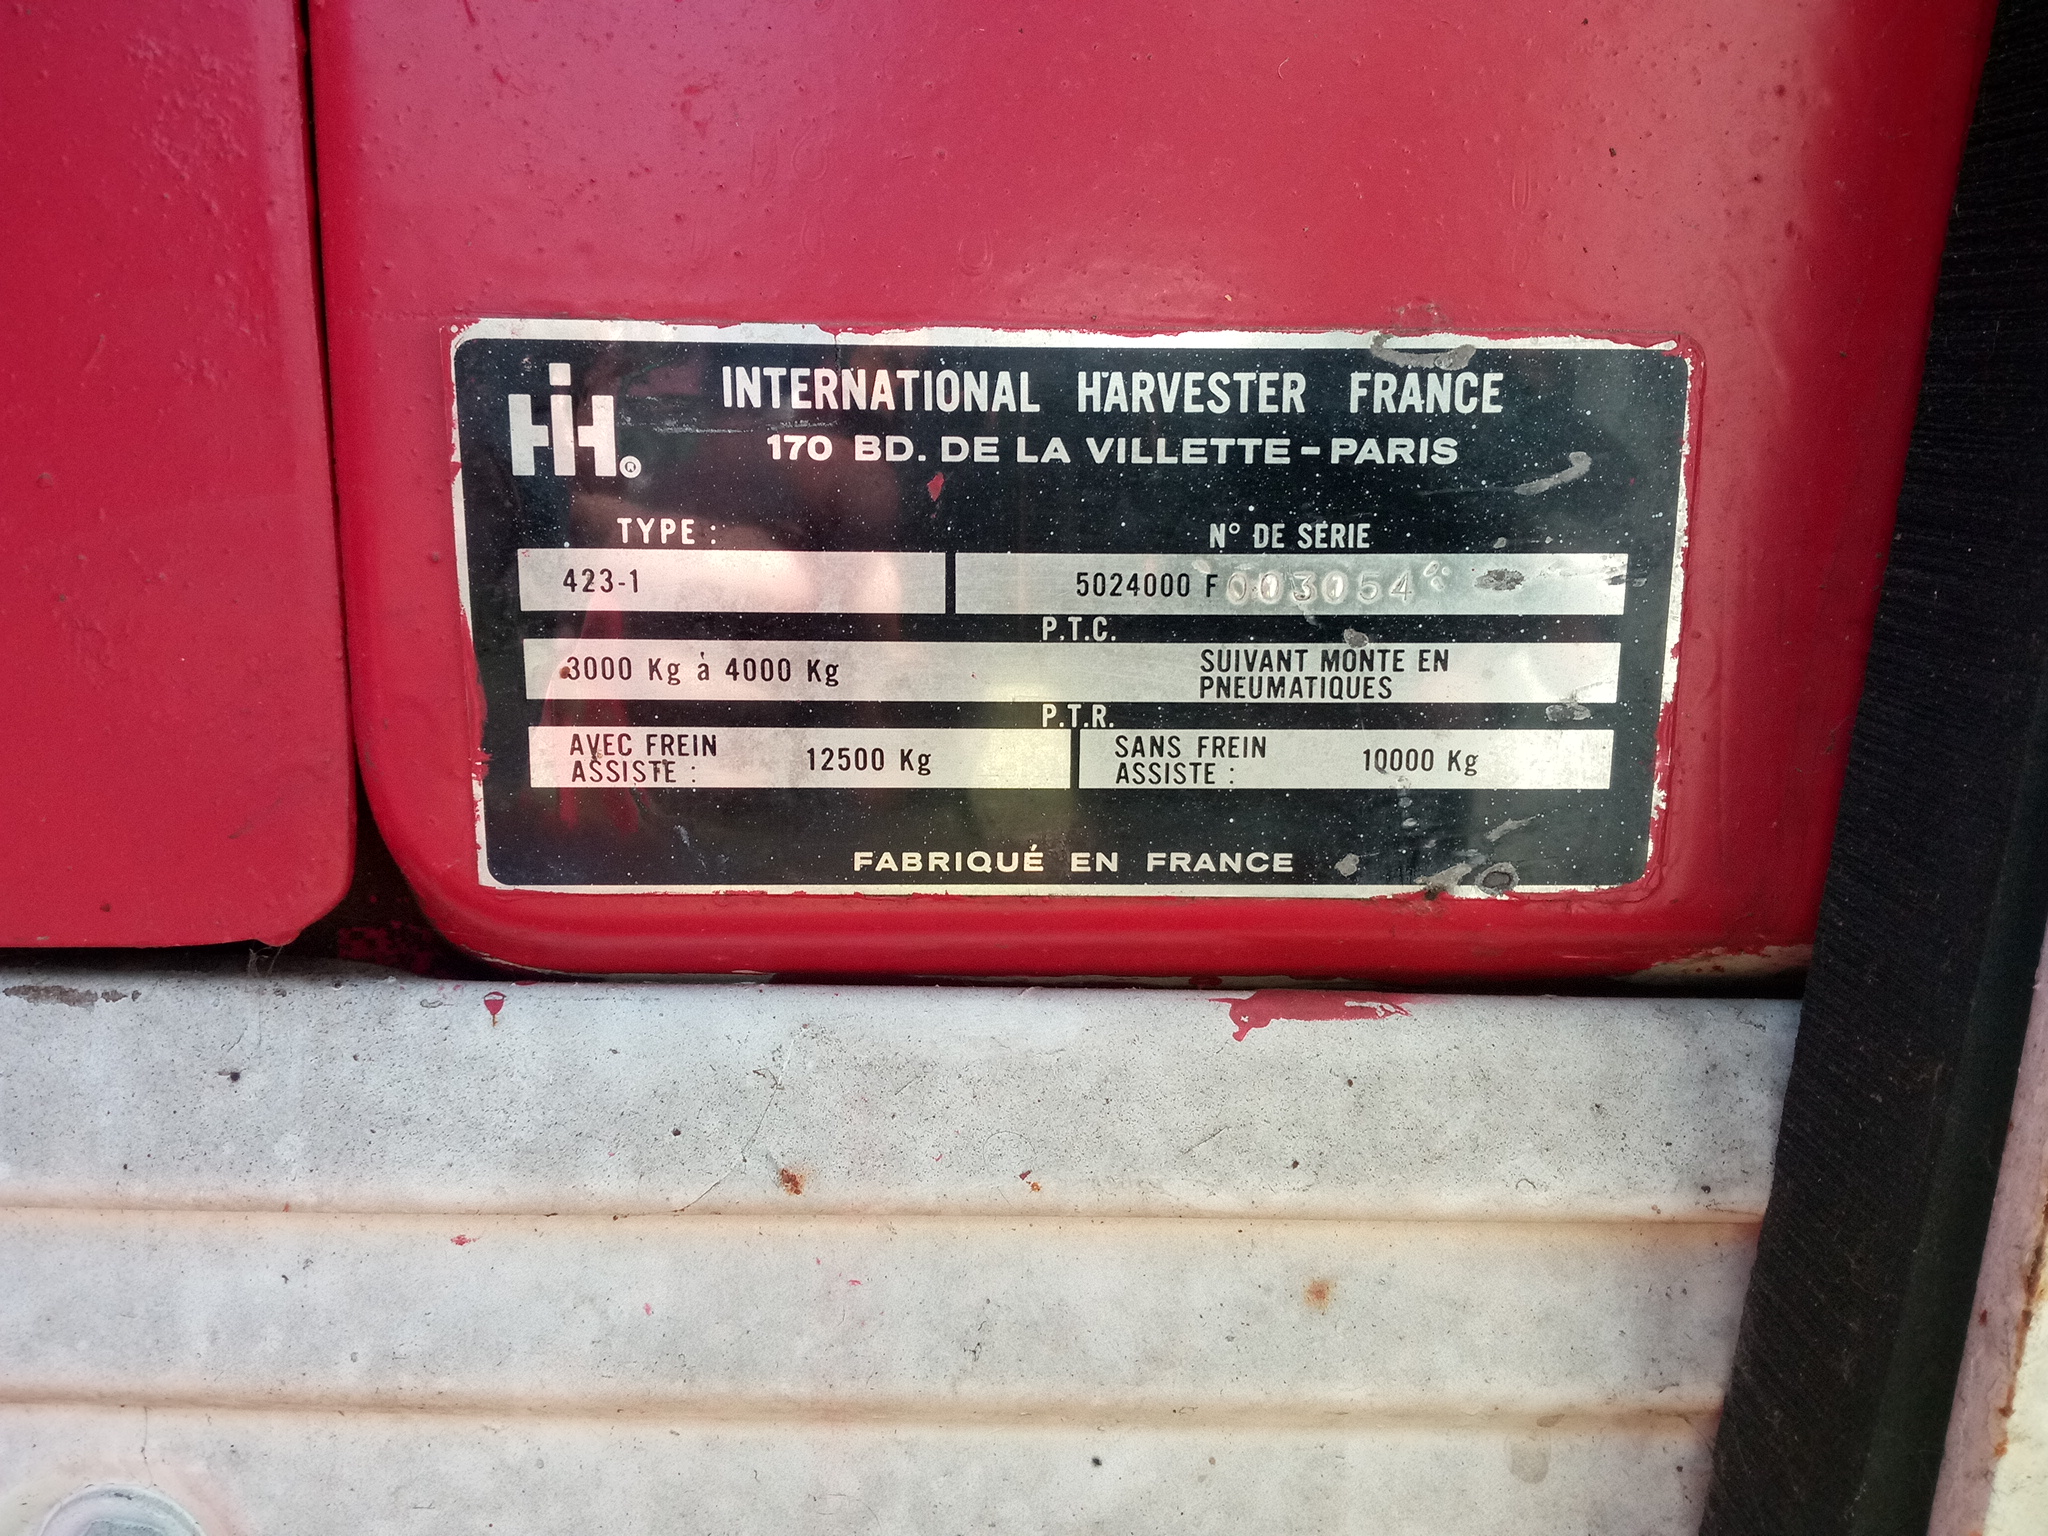 IH®
INTERNATIONAL HARVESTER FRANCE
170 BD. DE LA VILLETTE - PARIS
TYPE :
N° DE SÉRIE
423-1
5024000 F 003054
P.T.C.
3000 Kg à 4000 Kg
SUIVANT MONTE EN
PNEUMATIQUES
P.T.R.
AVEC FREIN
ASSISTE :
12500 Kg
SANS FREIN
ASSISTE :
10000 Kg
FABRIQUÉ EN FRANCE